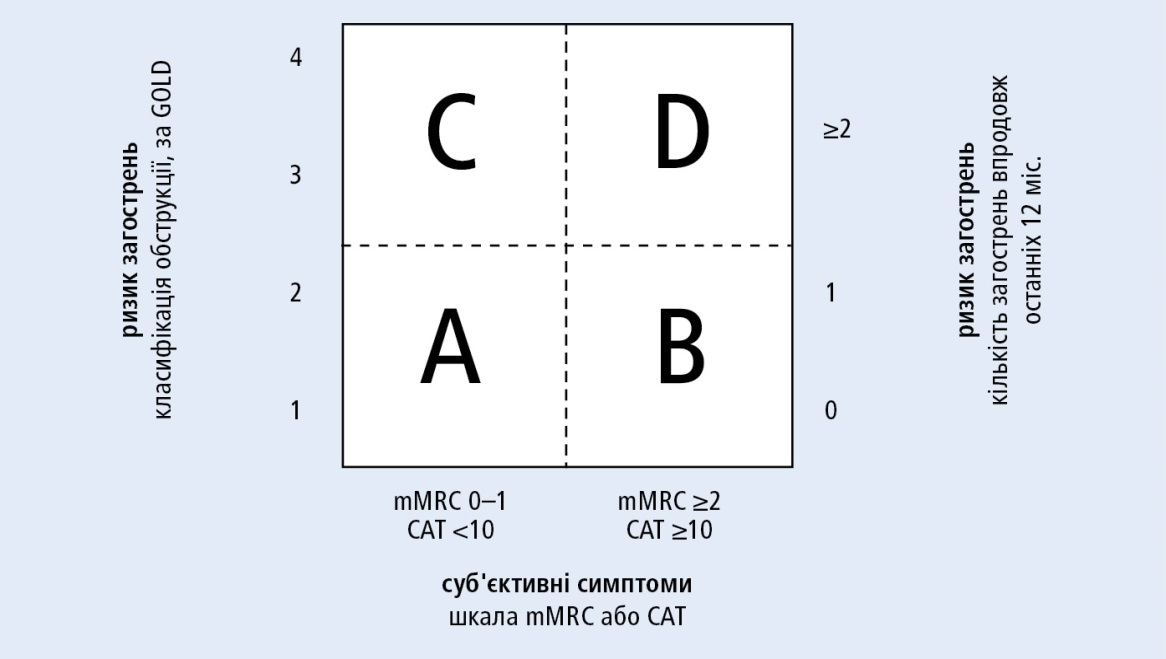 ризик загострень
класифікація обструкції, за GOLD
4
3
2
1
C
D
A
B
≥2
1
0
ризик загострень
кількість загострень впродовж
останніх 12 міс.
mMRC 0–1
CAT <10
mMRC ≥2
CAT ≥10
суб'єктивні симптоми
шкала mMRC або CAT